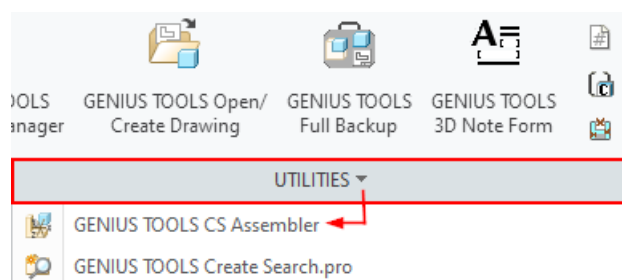 OOLS
anager
GENIUS TOOLS Open/
Create Drawing
GENIUS TOOLS
Full Backup
GENIUS TOOLS
3D Note Form
UTILITIES
GENIUS TOOLS CS Assembler
GENIUS TOOLS Create Search.pro